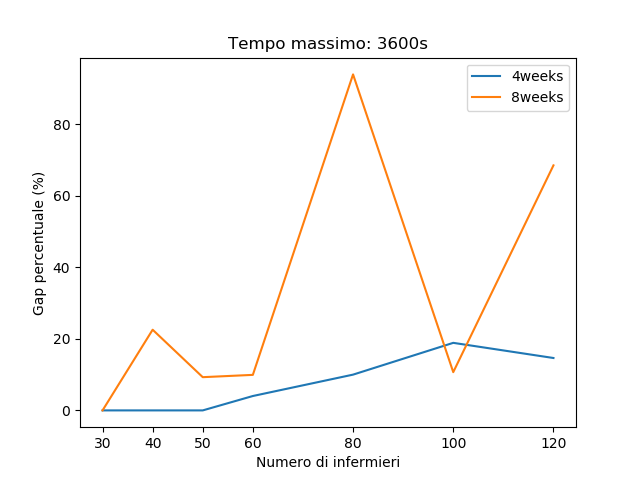 Tempo massimo: 3600s
4weeks
8weeks
Gap percentuale (%)
80
60
40
20
0
30 40 50 60 80 100 120
Numero di infermieri